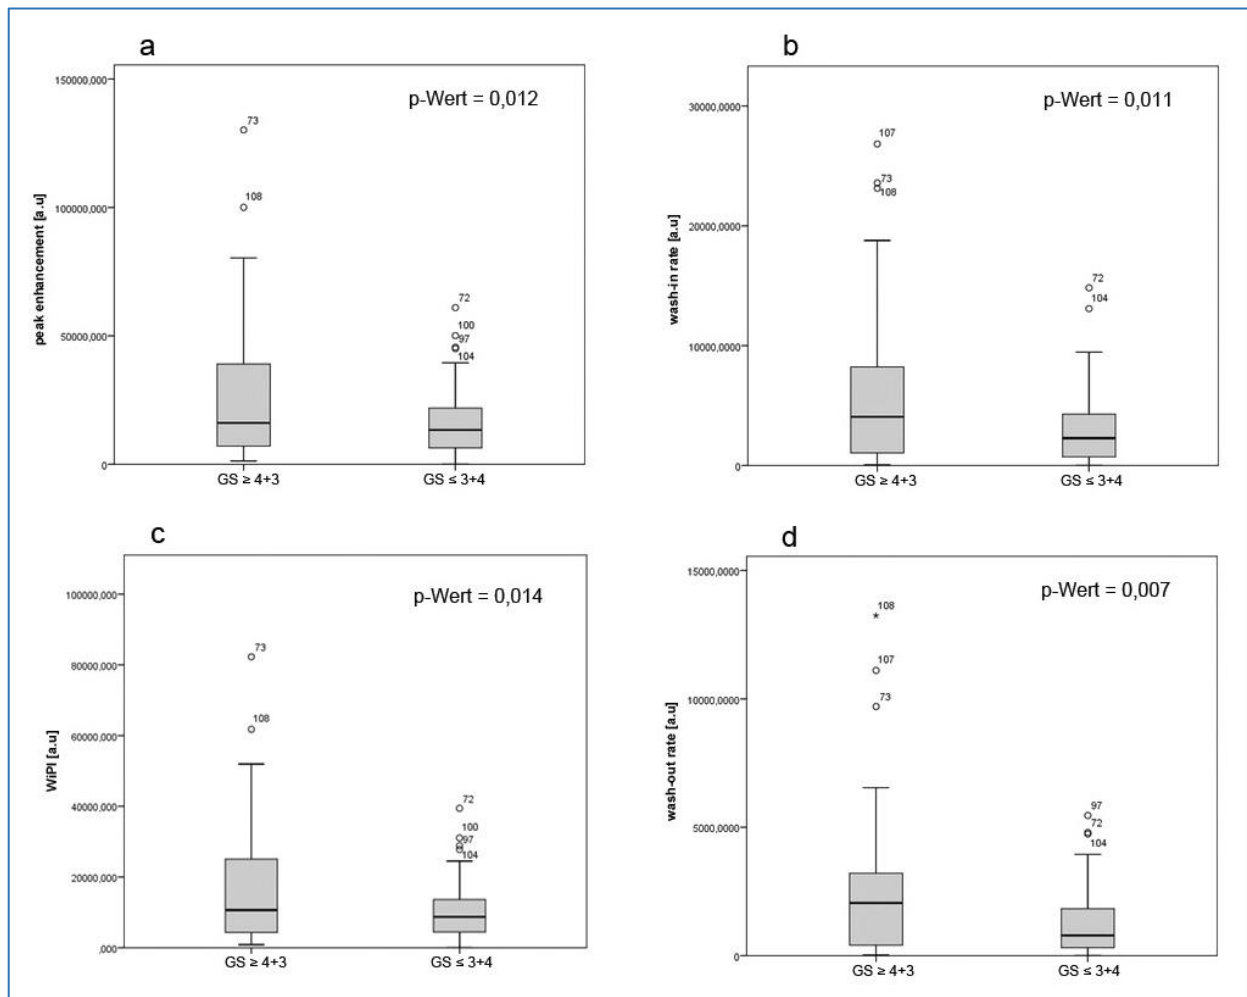 a
p-Wert = 0,012
150000,000
100000,000
50000,000
0
peak enhancement [a.u]
73
108
72
100
97
104
GS ≥ 4+3
GS ≤ 3+4
b
p-Wert = 0,011
30000,0000
20000,0000
10000,0000
0
wash-in rate [a.u]
107
73
108
72
104
GS ≥ 4+3
GS ≤ 3+4
c
p-Wert = 0,014
100000,000
80000,000
60000,000
40000,000
20000,000
,000
WiPI [a.u]
73
108
72
100
97
104
GS ≥ 4+3
GS ≤ 3+4
d
p-Wert = 0,007
15000,0000
10000,0000
5000,0000
0
wash-out rate [a.u]
108
107
73
97
72
104
GS ≥ 4+3
GS ≤ 3+4